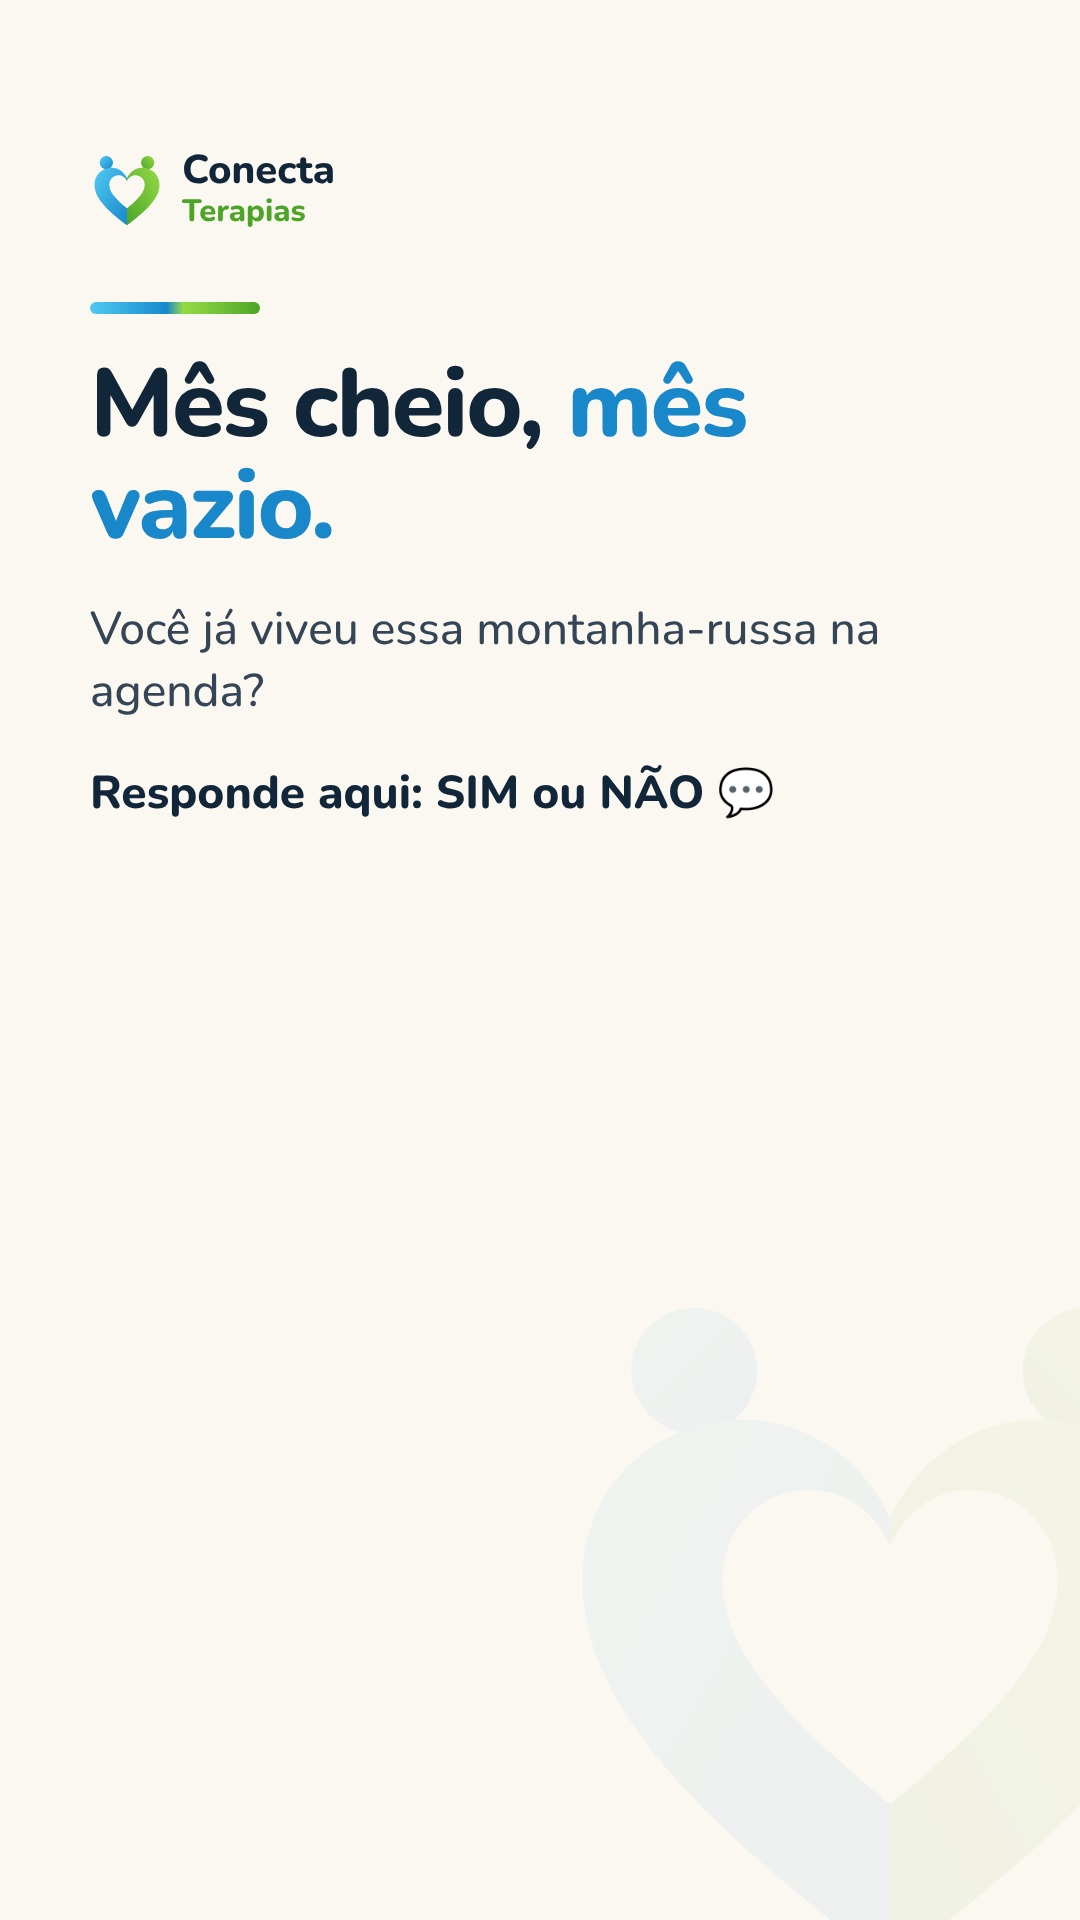 Conecta
Terapias
Mês cheio, mês
vazio.
Você já viveu essa montanha-russa na
agenda?
Responde aqui: SIM ou NÃO 💬